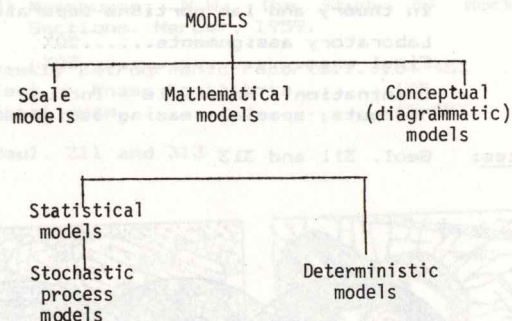 MODELS
Scale
models
Mathematical
models
Conceptual
(diagrammatic)
models
Statistical
models
Stochastic
process
models
Deterministic
models